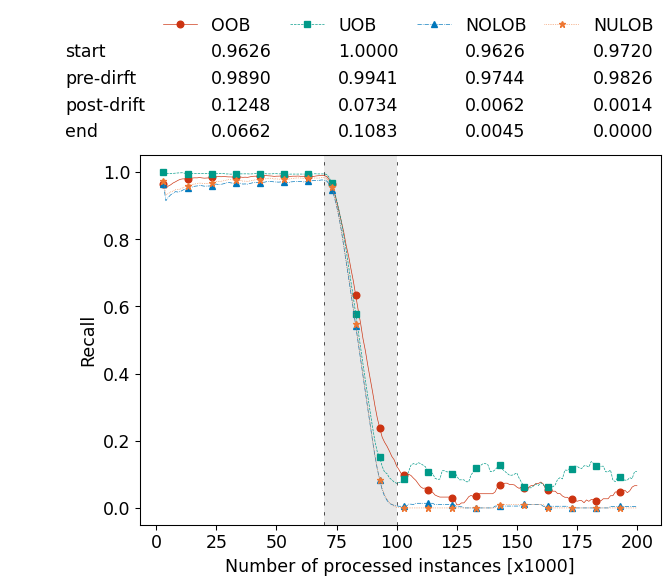 OOB UOB NOLOB NULOB
start 0.9626 1.0000 0.9626 0.9720
pre-dirft 0.9890 0.9941 0.9744 0.9826
post-drift 0.1248 0.0734 0.0062 0.0014
end 0.0662 0.1083 0.0045 0.0000
1.0
0.8
0.6
0.4
0.2
0.0
Recall
0 25 50 75 100 125 150 175 200
Number of processed instances [x1000]